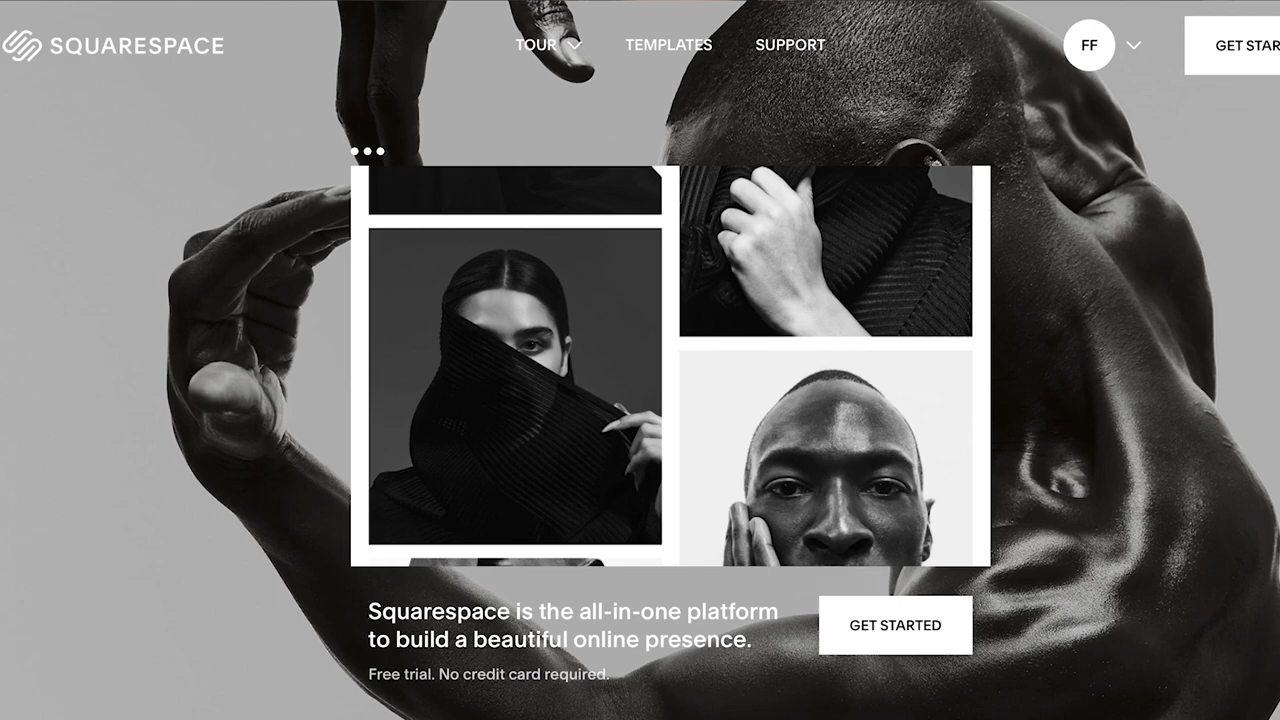 SQUARESPACE
TOUR
TEMPLATES
SUPPORT
FF
GET STAR
Squarespace is the all-in-one platform
to build a beautiful online presence.
GET STARTED
Free trial. No credit card required.